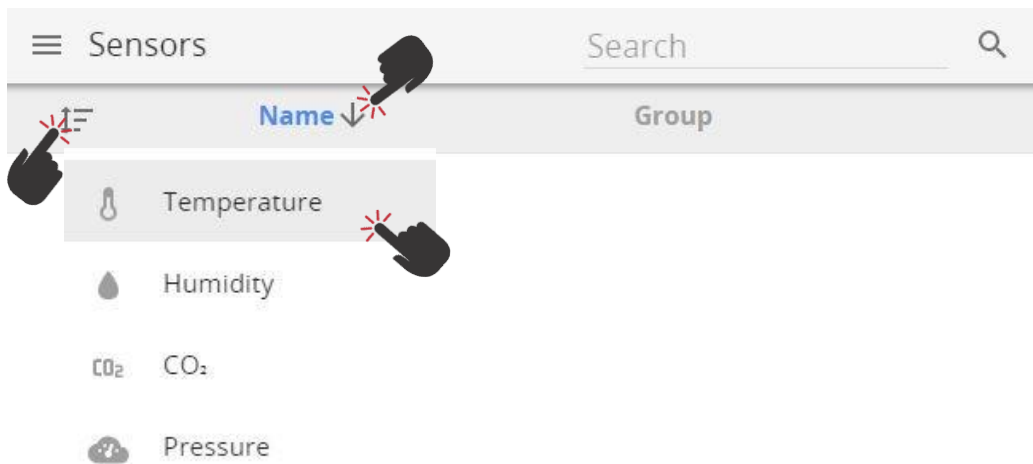 Sensors Search
Name Group
Temperature
Humidity
CO₂ CO₂
Pressure